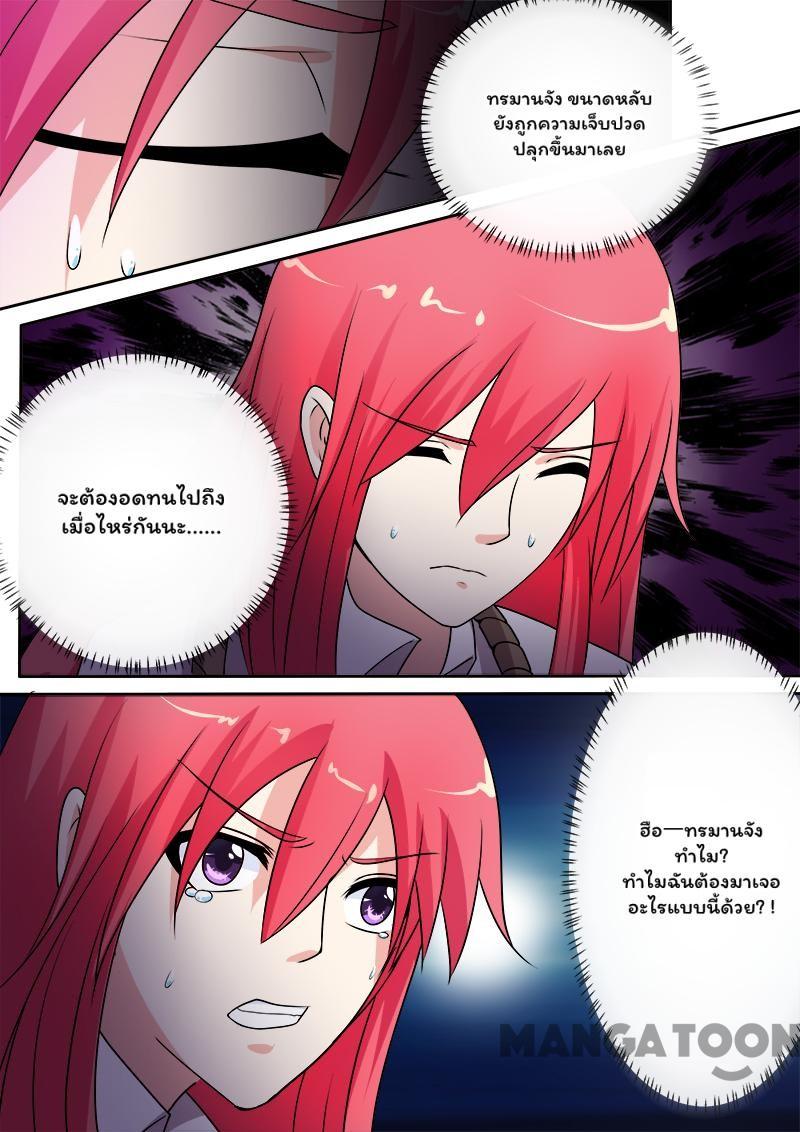 ทรมานจัง ขนาดหลับ
ยังถูกความเจ็บปวด
ปลุกขึ้นมาเลย
จะต้องอดทนไปถึง
เมื่อไหร่กันนะ......
ฮือ—ทรมานจัง
ทำไม?
ทำไมฉันต้องมาเจอ
อะไรแบบนี้ด้วย?!
MANGATOON